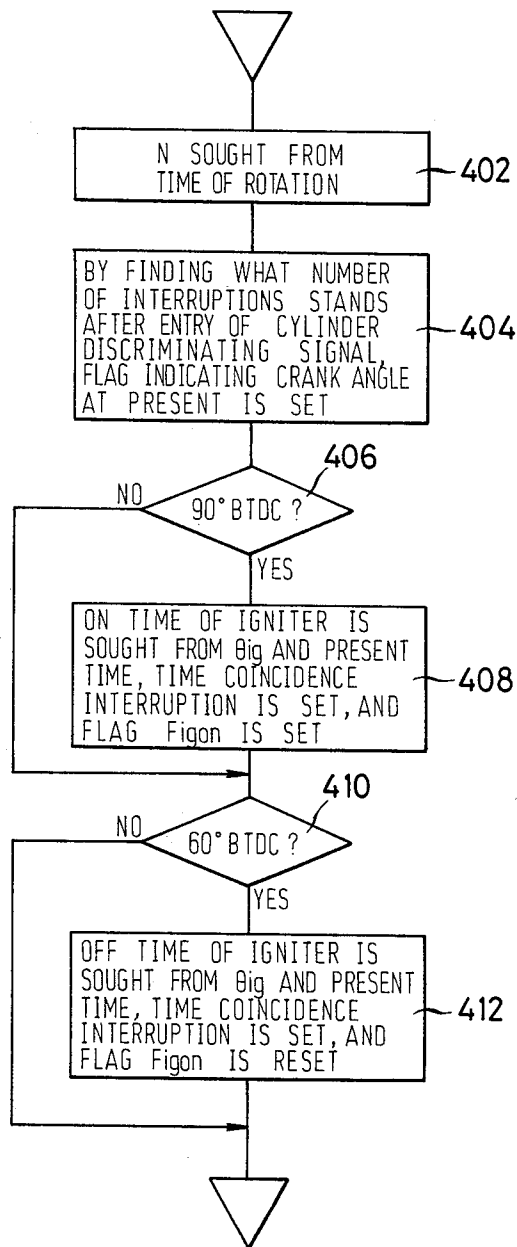 N SOUGHT FROM
TIME OF ROTATION
402
BY FINDING WHAT NUMBER
OF INTERRUPTIONS STANDS
AFTER ENTRY OF CYLINDER
DISCRIMINATING SIGNAL,
FLAG INDICATING CRANK ANGLE
AT PRESENT IS SET
404
406
NO
90° BTDC ?
YES
ON TIME OF IGNITER IS
SOUGHT FROM θig AND PRESENT
TIME, TIME COINCIDENCE
INTERRUPTION IS SET, AND
FLAG Figon IS SET
408
410
NO
60° BTDC ?
YES
OFF TIME OF IGNITER IS
SOUGHT FROM θig AND PRESENT
TIME, TIME COINCIDENCE
INTERRUPTION IS SET, AND
FLAG Figon IS RESET
412